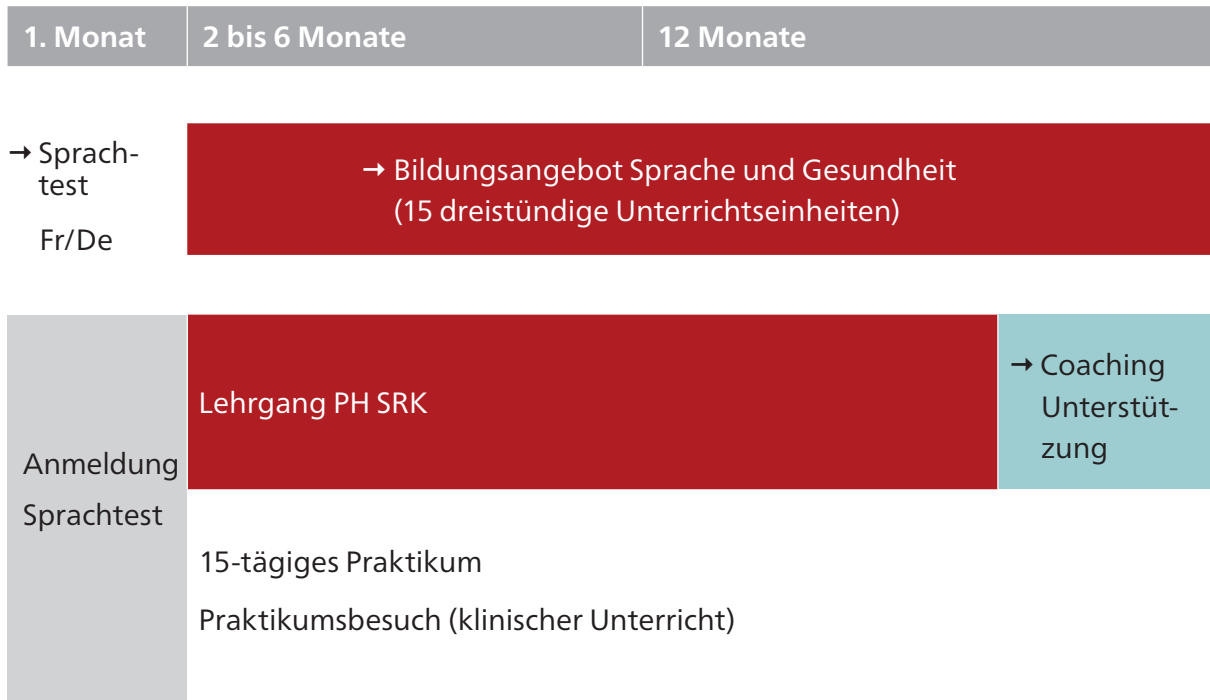 1. Monat
2 bis 6 Monate
12 Monate
→ Sprach-
test
Fr/De
→ Bildungsangebot Sprache und Gesundheit
(15 dreistündige Unterrichtseinheiten)
Anmeldung
Sprachtest
Lehrgang PH SRK
→ Coaching
Unterstüt-
zung
15-tägiges Praktikum
Praktikumsbesuch (klinischer Unterricht)